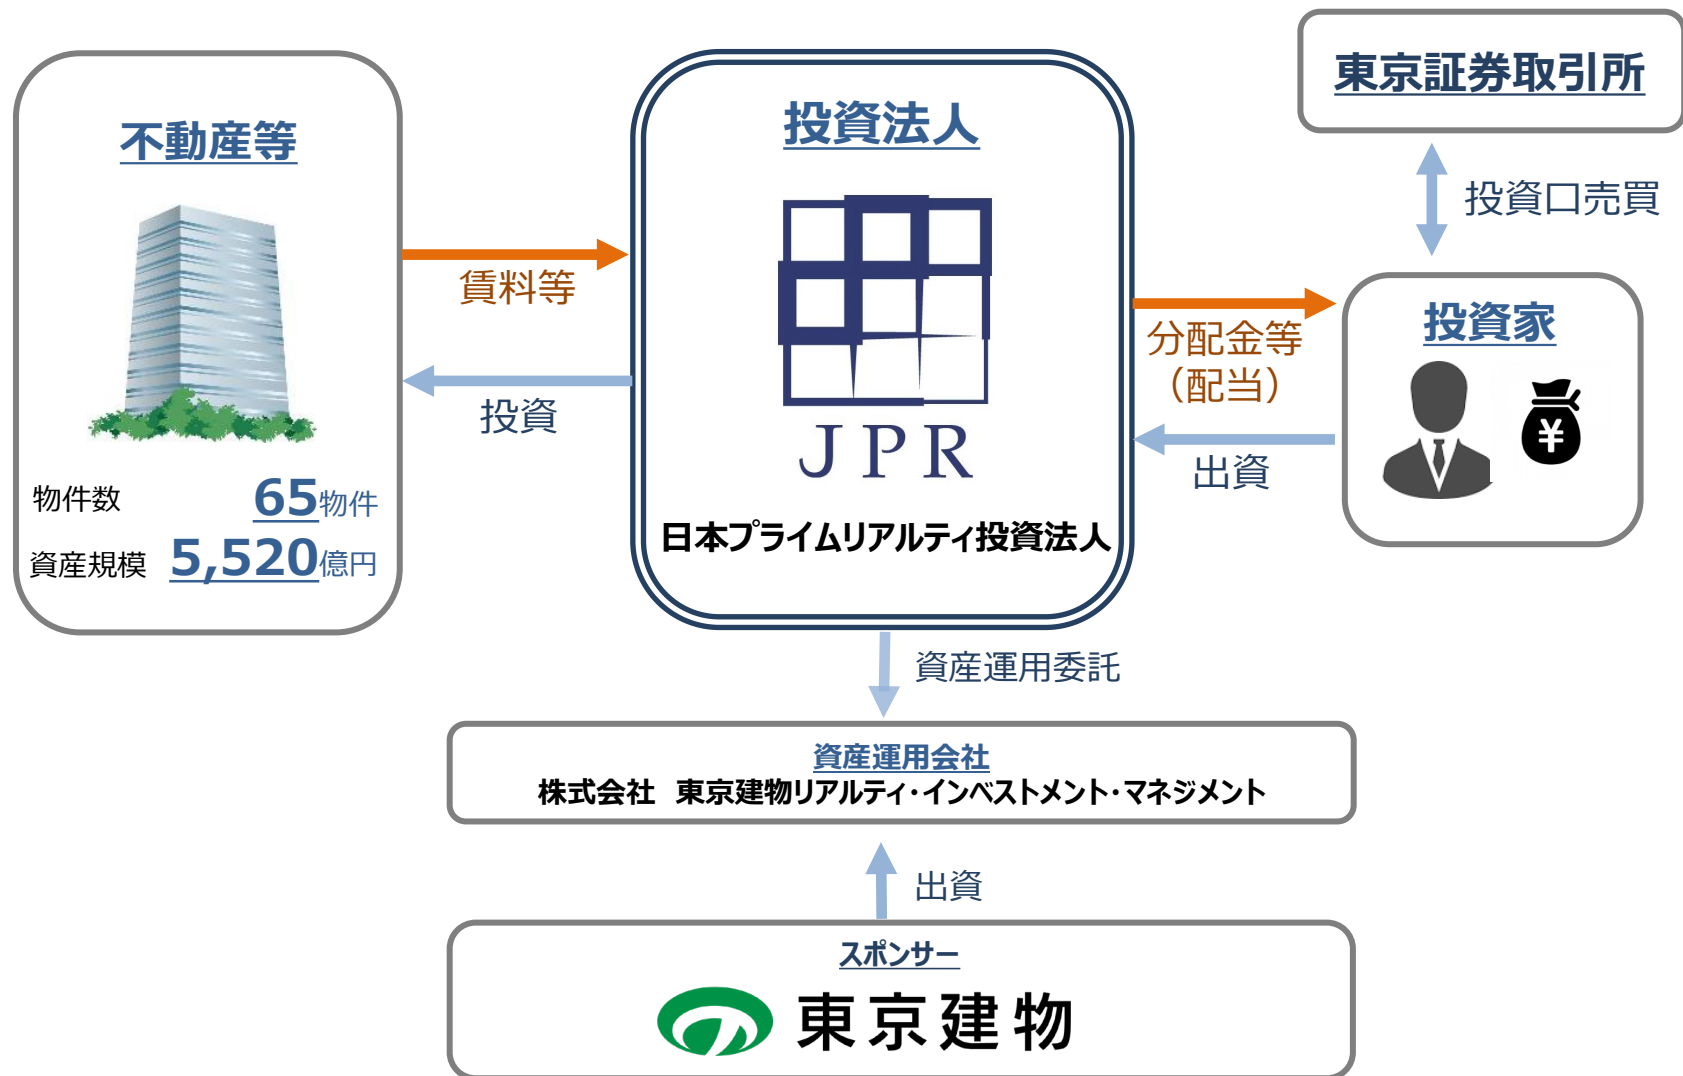 不動産等
物件数 65物件
資産規模 5,520億円
賃料等
投資
投資法人
JPR
日本プライムリアルティ投資法人
分配金等
（配当）
出資
東京証券取引所
投資口売買
投資家
¥
資産運用委託
資産運用会社
株式会社　東京建物リアルティ・インベストメント・マネジメント
出資
スポンサー
東京建物